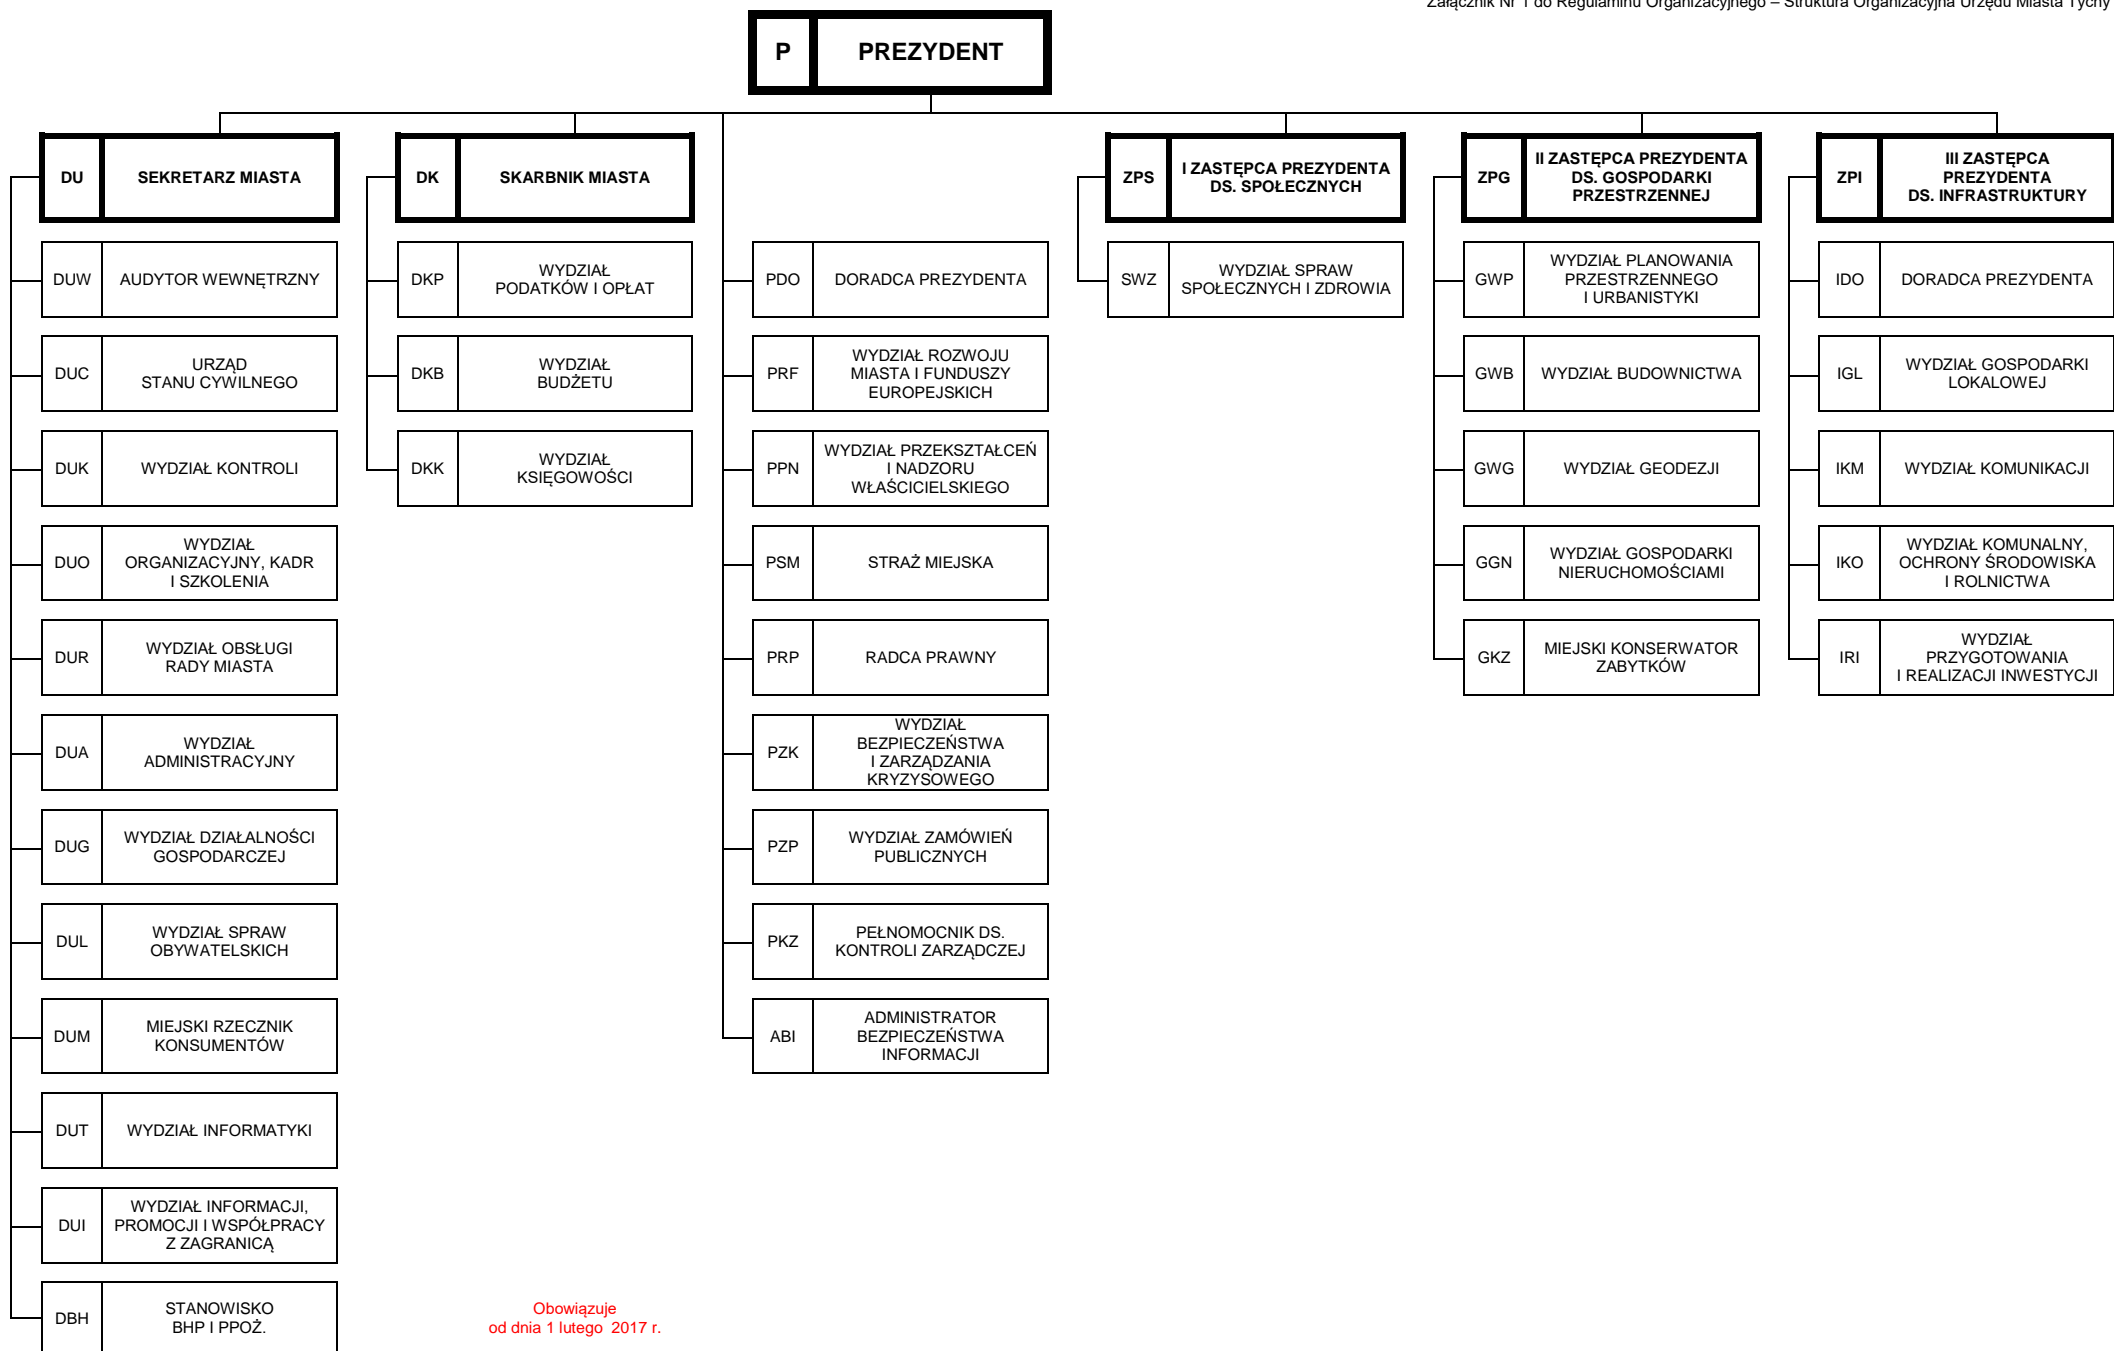 Załącznik Nr 1 do Regulaminu Organizacyjnego – Struktura Organizacyjna Urzędu Miasta Tychy
P
PREZYDENT
DU
SEKRETARZ MIASTA
DUW
AUDYTOR WEWNĘTRZNY
DUC
URZĄD
STANU CYWILNEGO
DUK
WYDZIAŁ KONTROLI
DUO
WYDZIAŁ
ORGANIZACYJNY, KADR
I SZKOLENIA
DUR
WYDZIAŁ OBSŁUGI
RADY MIASTA
DUA
WYDZIAŁ
ADMINISTRACYJNY
DUG
WYDZIAŁ DZIAŁALNOŚCI
GOSPODARCZEJ
DUL
WYDZIAŁ SPRAW
OBYWATELSKICH
DUM
MIEJSKI RZECZNIK
KONSUMENTÓW
DUT
WYDZIAŁ INFORMATYKI
DUI
WYDZIAŁ INFORMACJI,
PROMOCJI I WSPÓŁPRACY
Z ZAGRANICĄ
DBH
STANOWISKO
BHP I PPOŻ.
DK
SKARBNIK MIASTA
DKP
WYDZIAŁ
PODATKÓW I OPŁAT
DKB
WYDZIAŁ
BUDŻETU
DKK
WYDZIAŁ
KSIĘGOWOŚCI
PDO
DORADCA PREZYDENTA
PRF
WYDZIAŁ ROZWOJU
MIASTA I FUNDUSZY
EUROPEJSKICH
PPN
WYDZIAŁ PRZEKSZTAŁCEŃ
I NADZORU
WŁAŚCICIELSKIEGO
PSM
STRAŻ MIEJSKA
PRP
RADCA PRAWNY
PZK
WYDZIAŁ
BEZPIECZEŃSTWA
I ZARZĄDZANIA
KRYZYSOWEGO
PZP
WYDZIAŁ ZAMÓWIEŃ
PUBLICZNYCH
PKZ
PEŁNOMOCNIK DS.
KONTROLI ZARZĄDCZEJ
ABI
ADMINISTRATOR
BEZPIECZEŃSTWA
INFORMACJI
ZPS
I ZASTĘPCA PREZYDENTA
DS. SPOŁECZNYCH
SWZ
WYDZIAŁ SPRAW
SPOŁECZNYCH I ZDROWIA
ZPG
II ZASTĘPCA PREZYDENTA
DS. GOSPODARKI
PRZESTRZENNEJ
GWP
WYDZIAŁ PLANOWANIA
PRZESTRZENNEGO
I URBANISTYKI
GWB
WYDZIAŁ BUDOWNICTWA
GWG
WYDZIAŁ GEODEZJI
GGN
WYDZIAŁ GOSPODARKI
NIERUCHOMOŚCIAMI
GKZ
MIEJSKI KONSERWATOR
ZABYTKÓW
ZPI
III ZASTĘPCA
PREZYDENTA
DS. INFRASTRUKTURY
IDO
DORADCA PREZYDENTA
IGL
WYDZIAŁ GOSPODARKI
LOKALOWEJ
IKM
WYDZIAŁ KOMUNIKACJI
IKO
WYDZIAŁ KOMUNALNY,
OCHRONY ŚRODOWISKA
I ROLNICTWA
IRI
WYDZIAŁ
PRZYGOTOWANIA
I REALIZACJI INWESTYCJI
Obowiązuje
od dnia 1 lutego 2017 r.